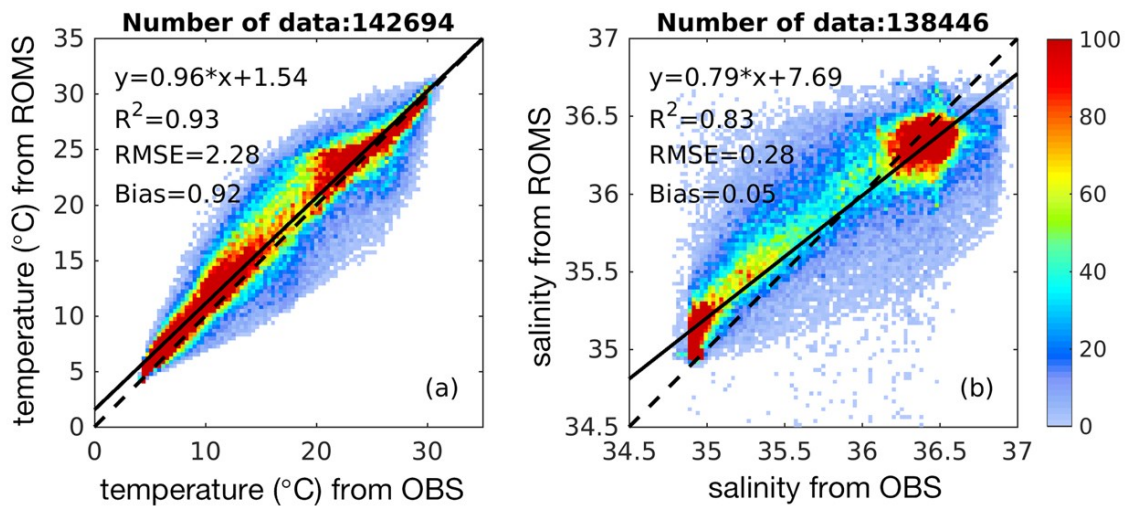 Number of data:142694
35
30
25
20
15
10
5
0
0
10
20
30
temperature (°C) from ROMS
temperature (°C) from OBS
y=0.96*x+1.54
R²=0.93
RMSE=2.28
Bias=0.92
(a)
Number of data:138446
37
36.5
36
35.5
35
34.5
34.5
35
35.5
36
36.5
37
salinity from ROMS
salinity from OBS
y=0.79*x+7.69
R²=0.83
RMSE=0.28
Bias=0.05
(b)
100
80
60
40
20
0